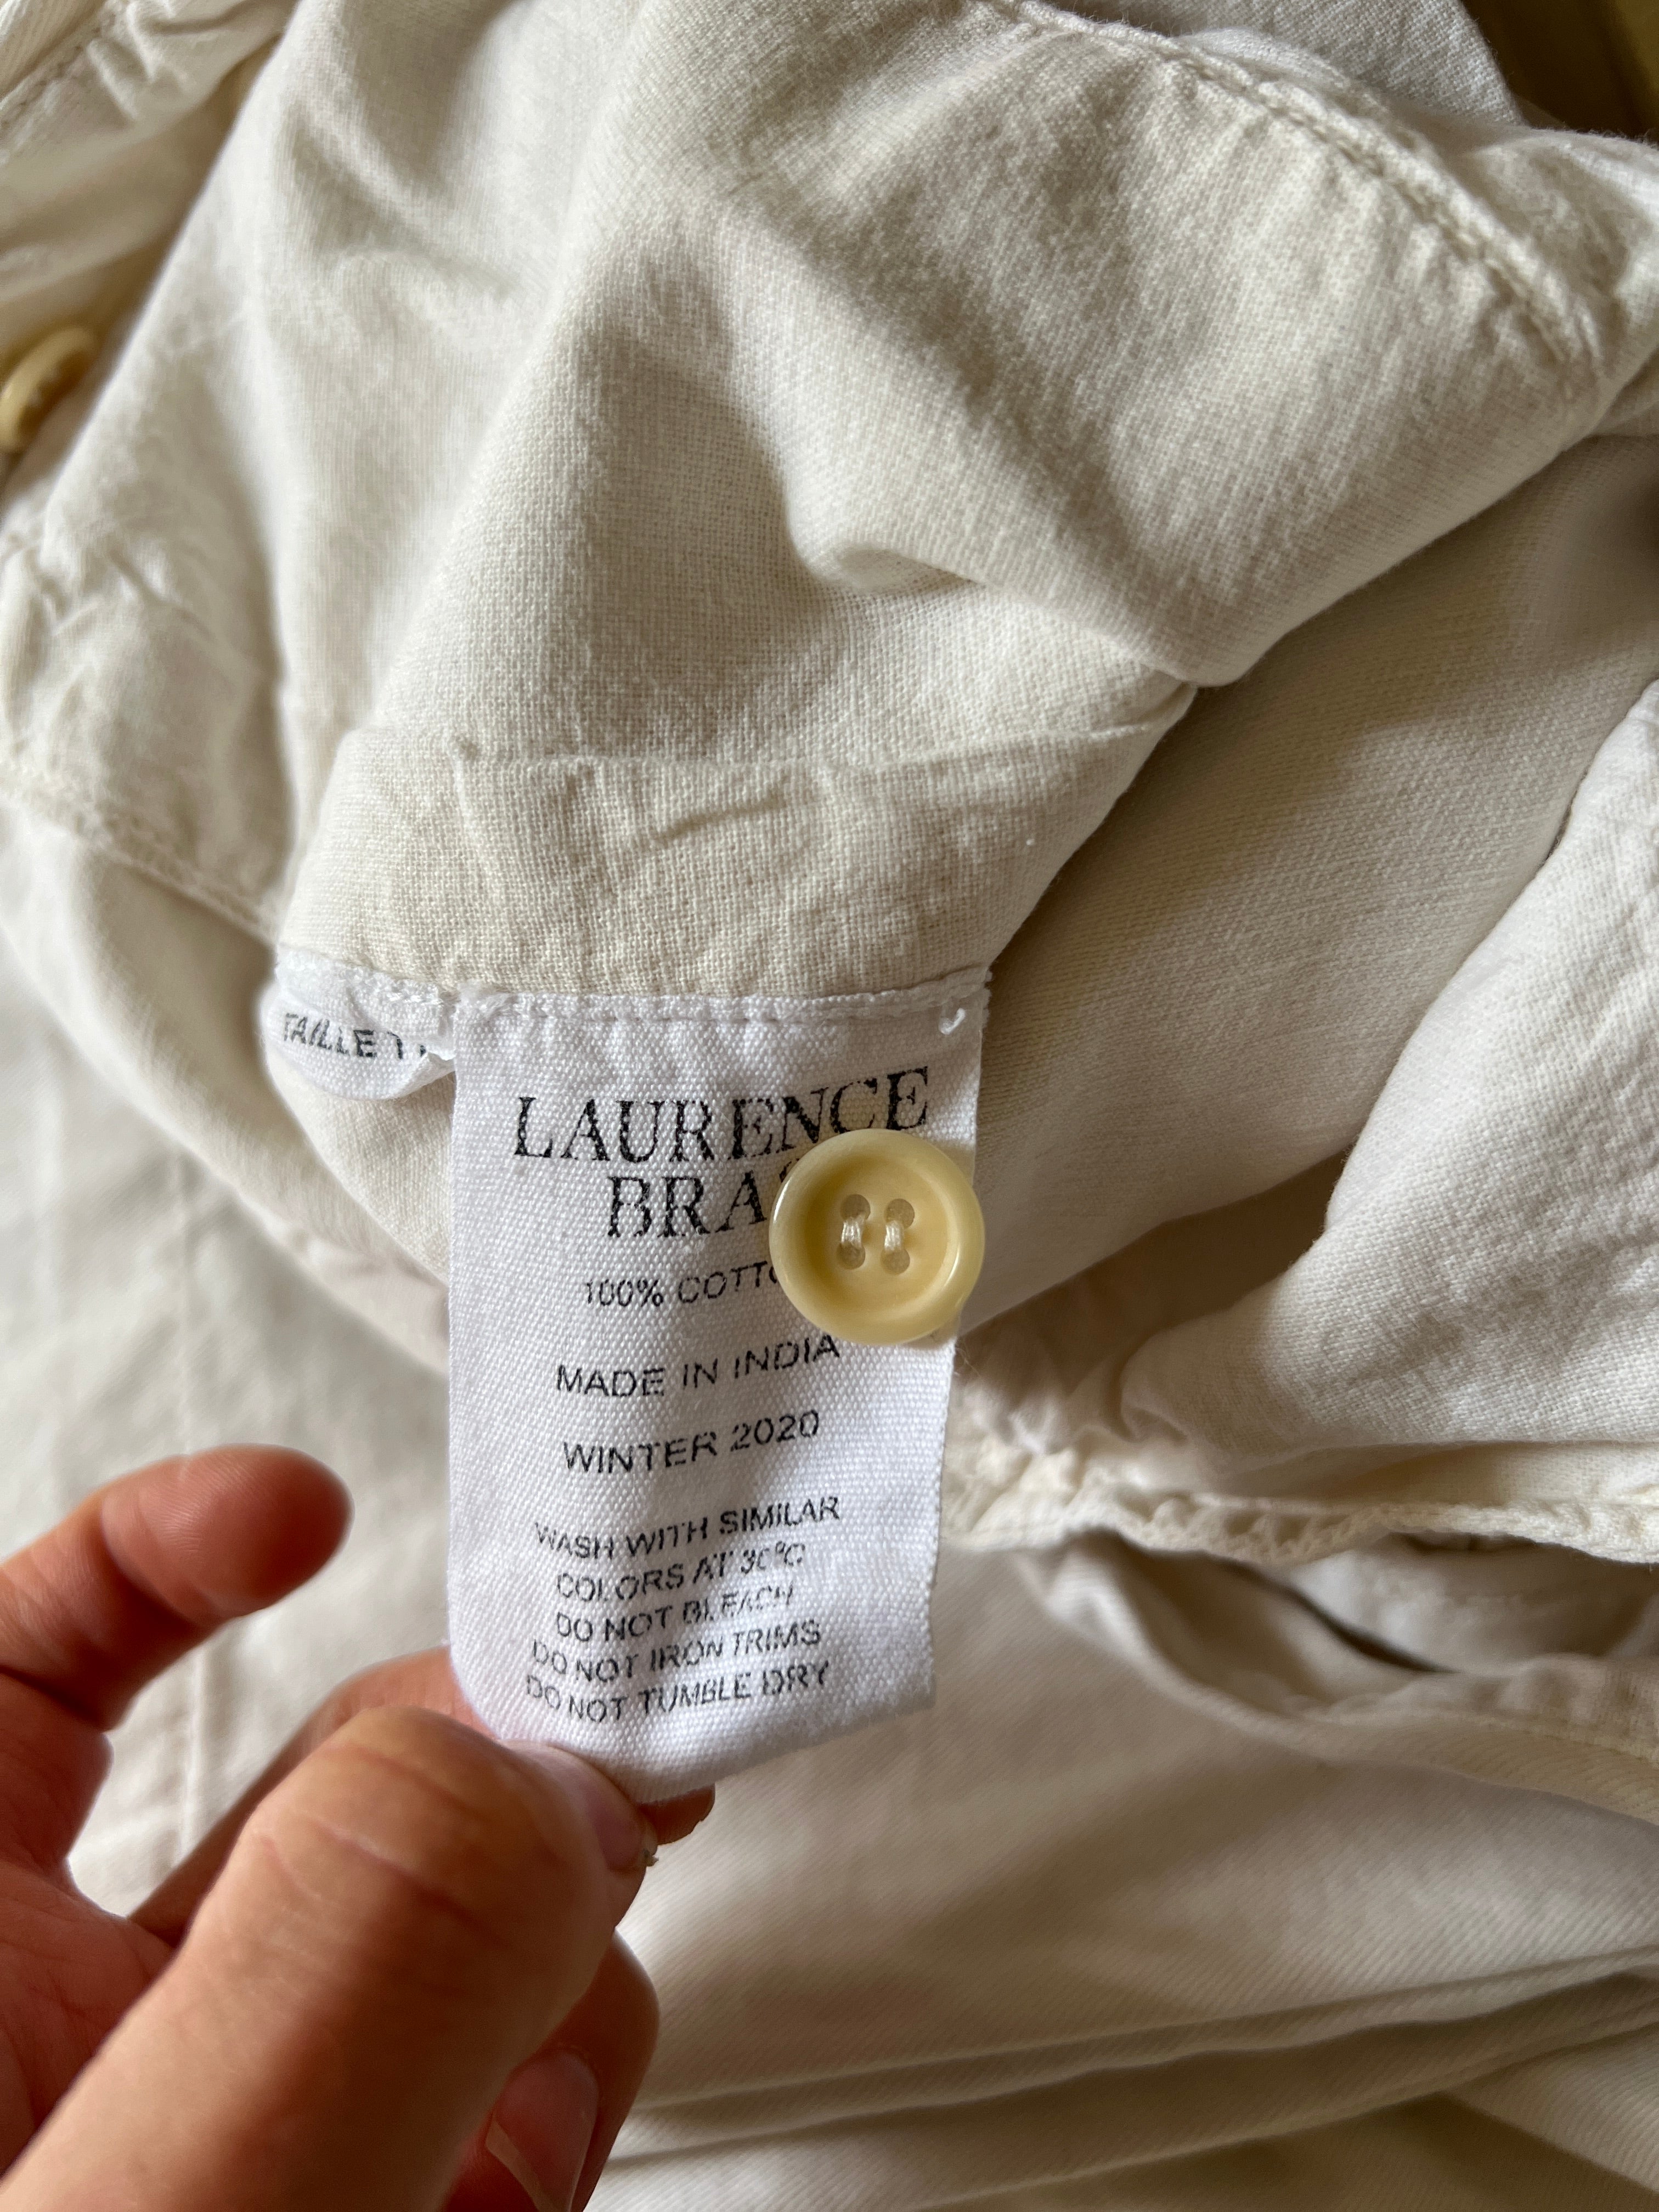 TAILLE
LAURENCE
BRAS
100% COTTO
MADE IN INDIA
WINTER 2020
WASH WITH SIMILAR
COLORS AT 30°C
DO NOT BLEACH
DO NOT IRON TRIMS
DO NOT TUMBLE DRY